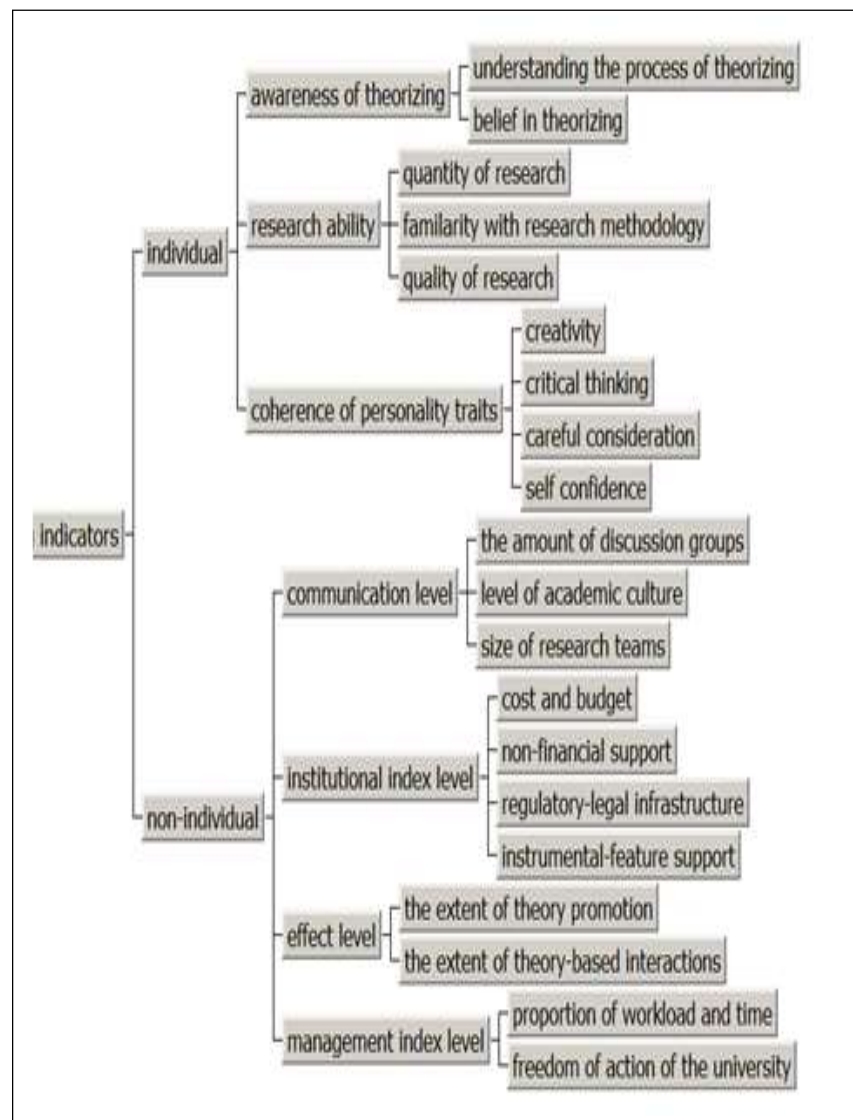 understanding the process of theorizing
awareness of theorizing
belief in theorizing
quantity of research
research ability
familarity with research methodology
individual
quality of research
creativity
critical thinking
coherence of personality traits
careful consideration
self confidence
indicators
the amount of discussion groups
communication level
level of academic culture
size of research teams
cost and budget
non-financial support
institutional index level
regulatory-legal infrastructure
non-individual
instrumental-feature support
the extent of theory promotion
effect level
the extent of theory-based interactions
proportion of workload and time
management index level
freedom of action of the university